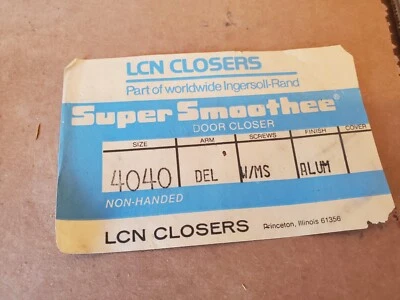 LCN CLOSERS
Part of worldwide Ingersoll-Rand
Super Smoothee®
DOOR CLOSER
SIZE ARM SCREWS FINISH COVER
4040 DEL' W/MS ALUM
NON-HANDED
LCN CLOSERS Princeton, Illinois 61356